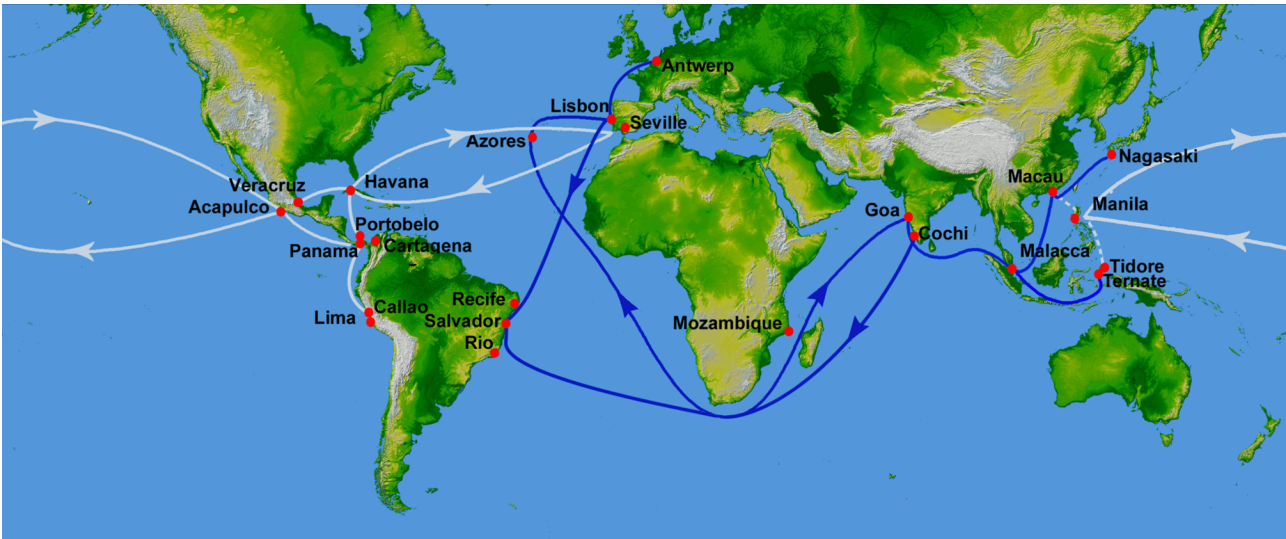 Antwerp
Lisbon
Seville
Azores
Nagasaki
Macau
Veracruz
Havana
Acapulco
Manila
Goa
Cochi
Portobelo
Panama
Cartagena
Malacca
Tidore
Ternate
Recife
Callao
Lima
Salvador
Mozambique
Rio